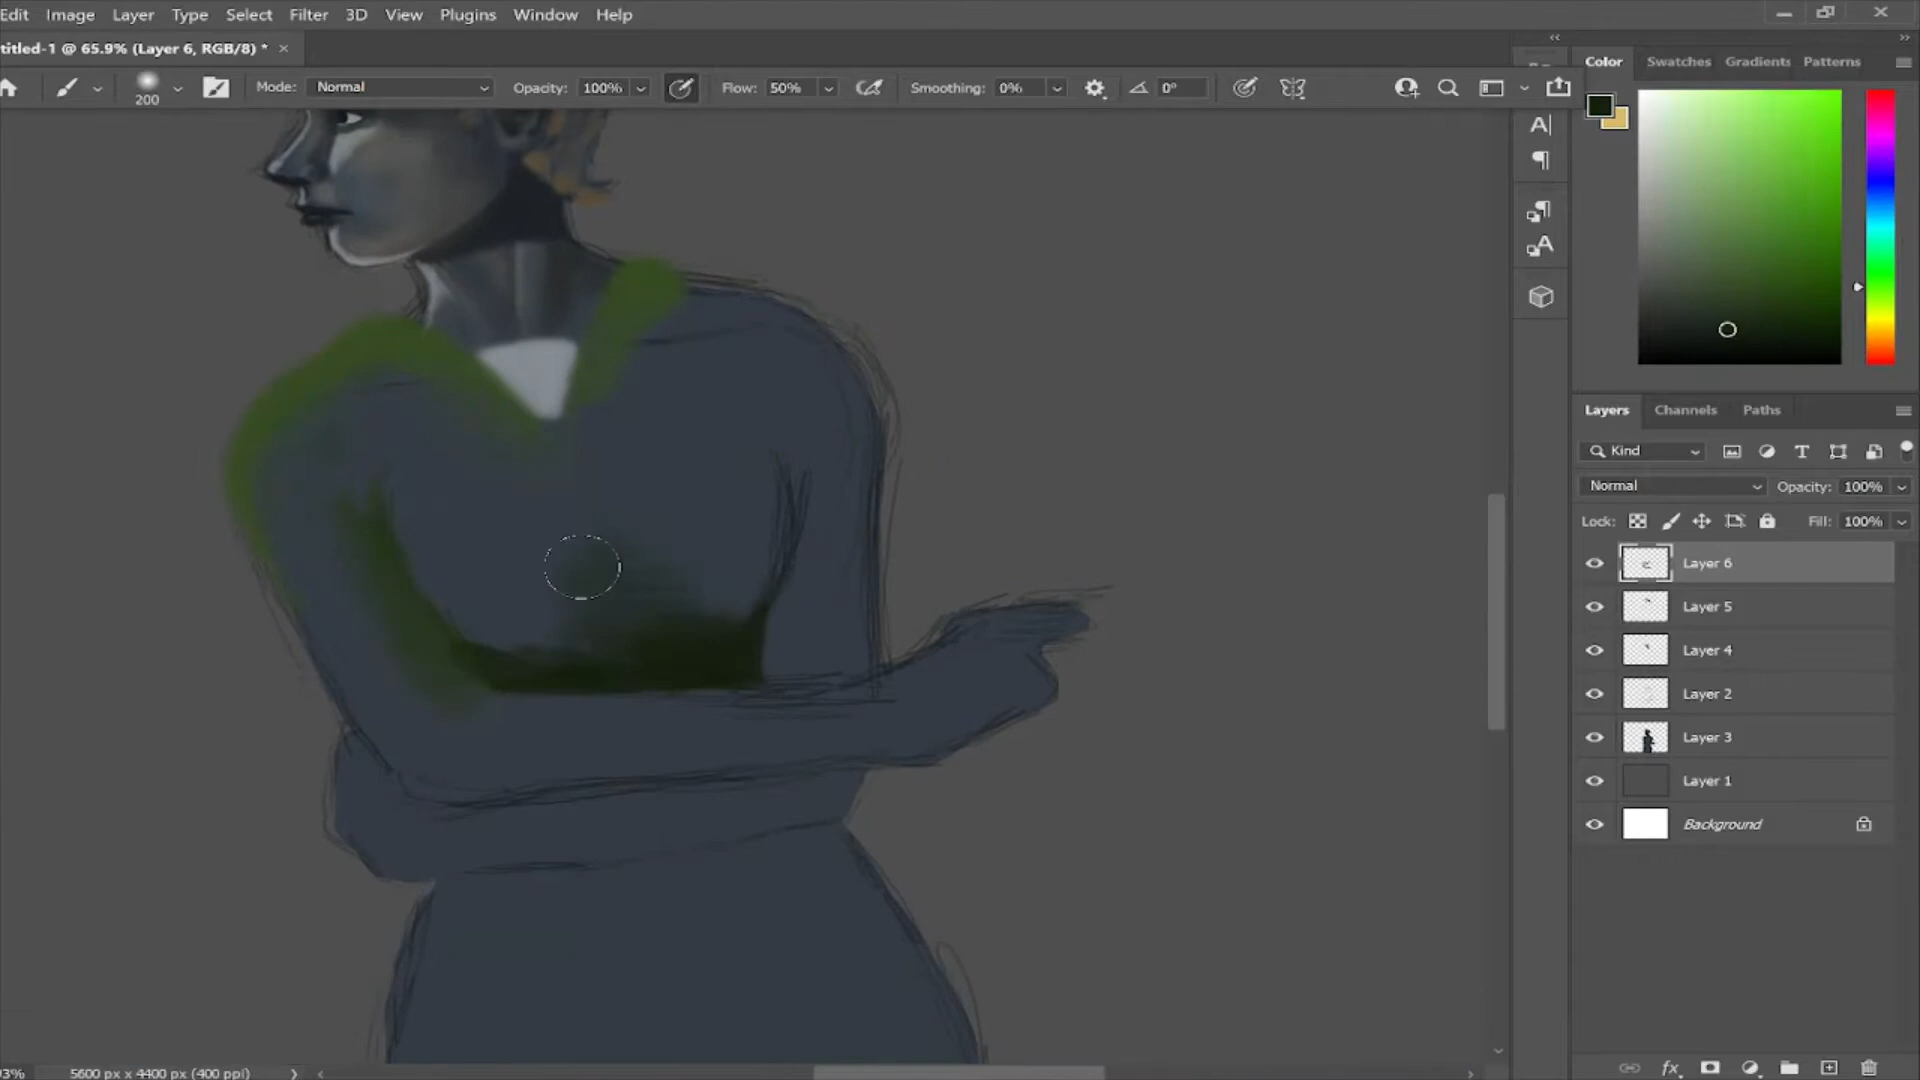 Edit Image Layer Type Select Filter 3D View Plugins Window Help
titled-1 @ 65.9% (Layer 6, RGB/8) *
200 Mode: Normal Opacity: 100% Flow: 50% Smoothing: 0% 0°
Color Swatches Gradients Patterns
Layers Channels Paths
Kind
Normal Opacity: 100%
Lock: Fill: 100%
Layer 6
Layer 5
Layer 4
Layer 2
Layer 3
Layer 1
Background
fx
93% 5600 px x 4400 px (400 ppi)